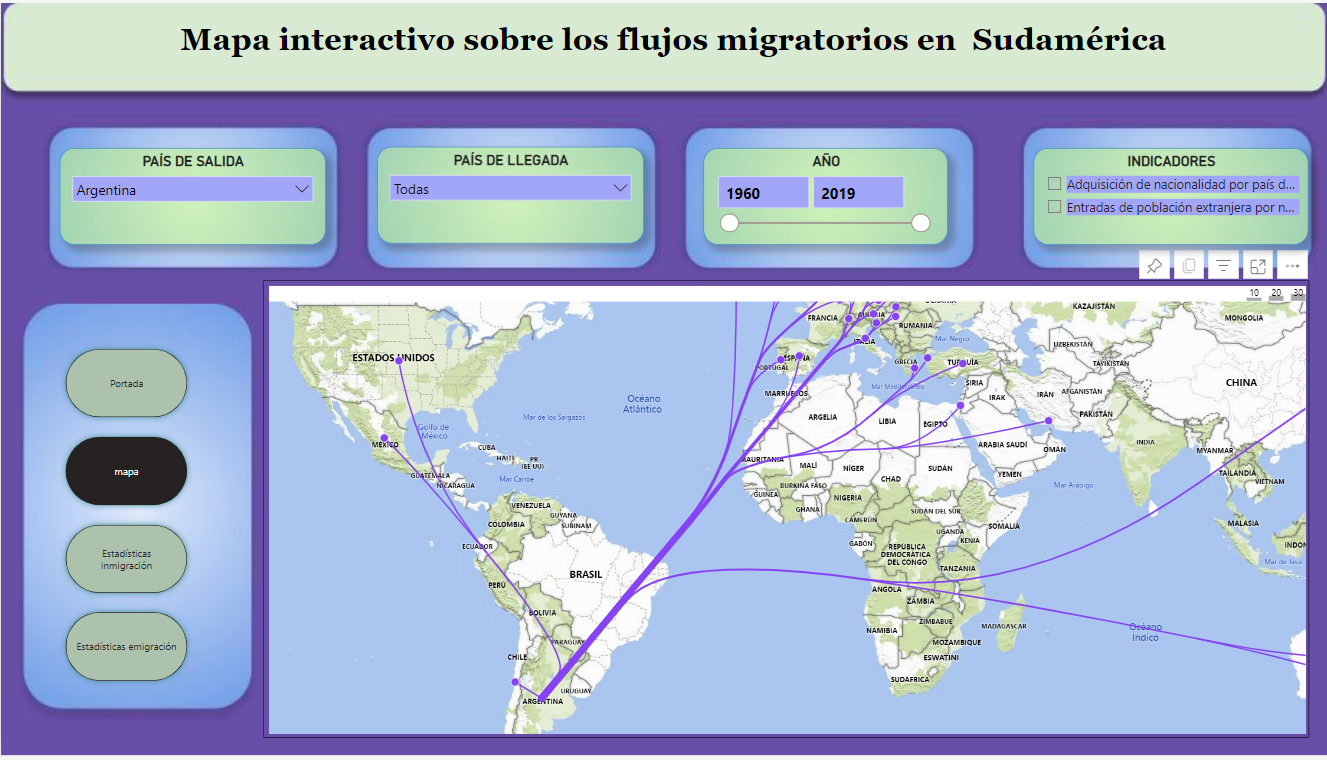 Mapa interactivo sobre los flujos migratorios en Sudamérica
PAÍS DE SALIDA
Argentina
PAÍS DE LLEGADA
Todas
AÑO
1960
2019
INDICADORES
Adquisición de nacionalidad por país d...
Entradas de población extranjera por n...
Portada
mapa
Estadísticas
inmigración
Estadísticas emigración
10 20 30
ESTADOS UNIDOS
MÉXICO
Golfo de
México
CUBA
HAITÍ
PR
(EE UU)
Mar Caribe
GUATEMALA
NICARAGUA
Mar de los Sargazos
Océano
Atlántico
VENEZUELA
GUYANA
SURINAM
COLOMBIA
ECUADOR
PERÚ
BRASIL
BOLIVIA
PARAGUAY
CHILE
URUGUAY
ARGENTINA
FRANCIA
RUMANIA
ITALIA
ESPAÑA
PORTUGAL
GRECIA
TURQUÍA
Mar Negro
Mar Mediterráneo
KAZAJISTÁN
MONGOLIA
UZBEKISTÁN
TAYIKISTÁN
CHINA
SIRIA
IRAK
IRÁN
AFGANISTÁN
PAKISTÁN
MARRUECOS
ARGELIA
LIBIA
EGIPTO
ARABIA SAUDÍ
OMÁN
YEMEN
INDIA
MYANMAR
TAILANDIA
VIETNAM
Mar Arábigo
MAURITANIA
MALÍ
NÍGER
CHAD
SUDÁN
BURKINA FASO
GUINEA
GHANA
NIGERIA
CAMERÚN
SUDÁN DEL SUR
SOMALIA
UGANDA
KENIA
GABÓN
REPÚBLICA
DEMOCRÁTICA
DEL CONGO
TANZANIA
ANGOLA
ZAMBIA
ZIMBABUE
NAMIBIA
MOZAMBIQUE
MADAGASCAR
ESWATINI
SUDÁFRICA
Océano
Índico
MALASIA
INDON
Mar de Java